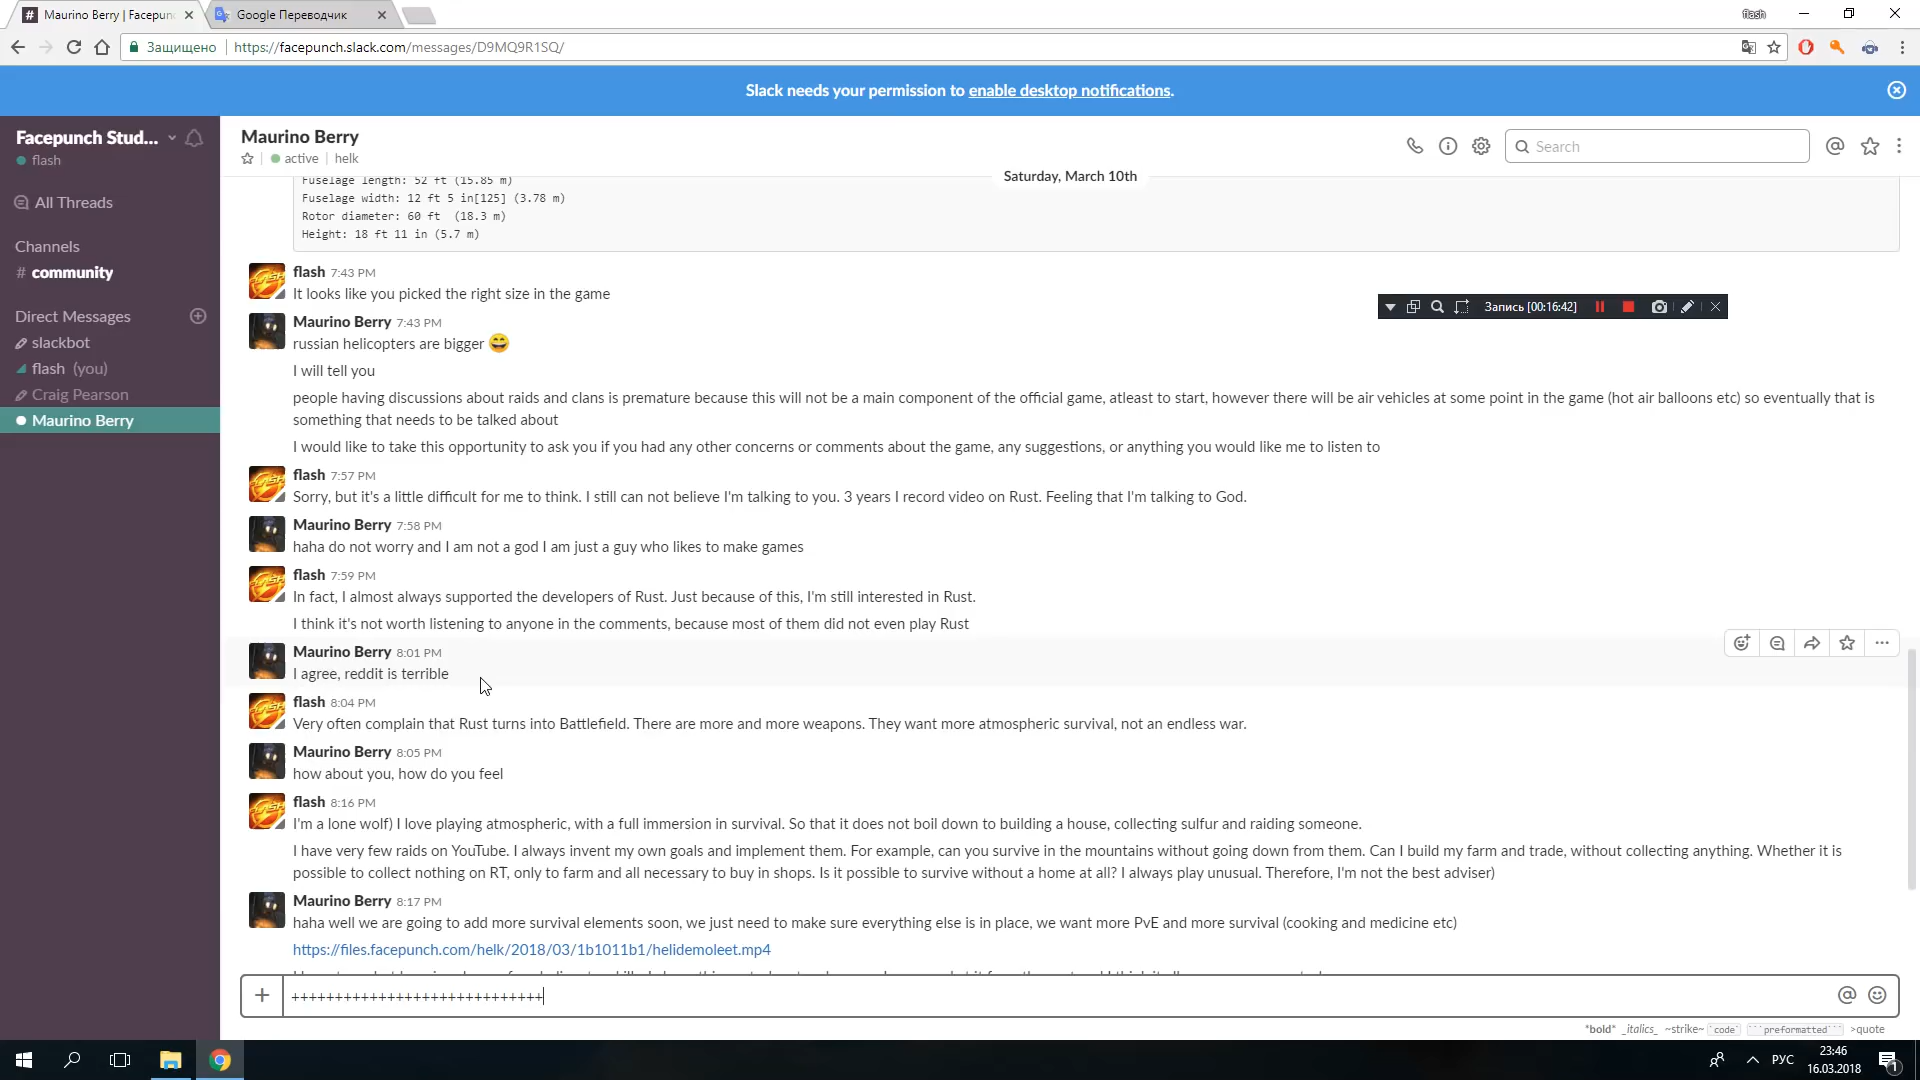 Maurino Berry | Facepun
Google Переводчик
flash
Защищено
https://facepunch.slack.com/messages/D9MQ9R1SQ/
Slack needs your permission to enable desktop notifications.
Facepunch Stud...
flash
All Threads
Channels
# community
Direct Messages
slackbot
flash (you)
Craig Pearson
Maurino Berry
Maurino Berry
active | helk
Search
Saturday, March 10th
Fuselage length: 52 ft (15.85 m)
Fuselage width: 12 ft 5 in[125] (3.78 m)
Rotor diameter: 60 ft (18.3 m)
Height: 18 ft 11 in (5.7 m)
flash 7:43 PM
It looks like you picked the right size in the game
Запись [00:16:42]
Maurino Berry 7:43 PM
russian helicopters are bigger 😄
I will tell you
people having discussions about raids and clans is premature because this will not be a main component of the official game, atleast to start, however there will be air vehicles at some point in the game (hot air balloons etc) so eventually that is
something that needs to be talked about
I would like to take this opportunity to ask you if you had any other concerns or comments about the game, any suggestions, or anything you would like me to listen to
flash 7:57 PM
Sorry, but it's a little difficult for me to think. I still can not believe I'm talking to you. 3 years I record video on Rust. Feeling that I'm talking to God.
Maurino Berry 7:58 PM
haha do not worry and I am not a god I am just a guy who likes to make games
flash 7:59 PM
In fact, I almost always supported the developers of Rust. Just because of this, I'm still interested in Rust.
I think it's not worth listening to anyone in the comments, because most of them did not even play Rust
Maurino Berry 8:01 PM
I agree, reddit is terrible
flash 8:04 PM
Very often complain that Rust turns into Battlefield. There are more and more weapons. They want more atmospheric survival, not an endless war.
Maurino Berry 8:05 PM
how about you, how do you feel
flash 8:16 PM
I'm a lone wolf) I love playing atmospheric, with a full immersion in survival. So that it does not boil down to building a house, collecting sulfur and raiding someone.
I have very few raids on YouTube. I always invent my own goals and implement them. For example, can you survive in the mountains without going down from them. Can I build my farm and trade, without collecting anything. Whether it is
possible to collect nothing on RT, only to farm and all necessary to buy in shops. Is it possible to survive without a home at all? I always play unusual. Therefore, I'm not the best adviser)
Maurino Berry 8:17 PM
haha well we are going to add more survival elements soon, we just need to make sure everything else is in place, we want more PvE and more survival (cooking and medicine etc)
https://files.facepunch.com/helk/2018/03/1b1011b1/helidemoleet.mp4
+++++++++++++++++++++++++++++
*bold* _italics_ ~strike~ `code` ```preformatted``` >quote
РУС
23:46
16.03.2018
1